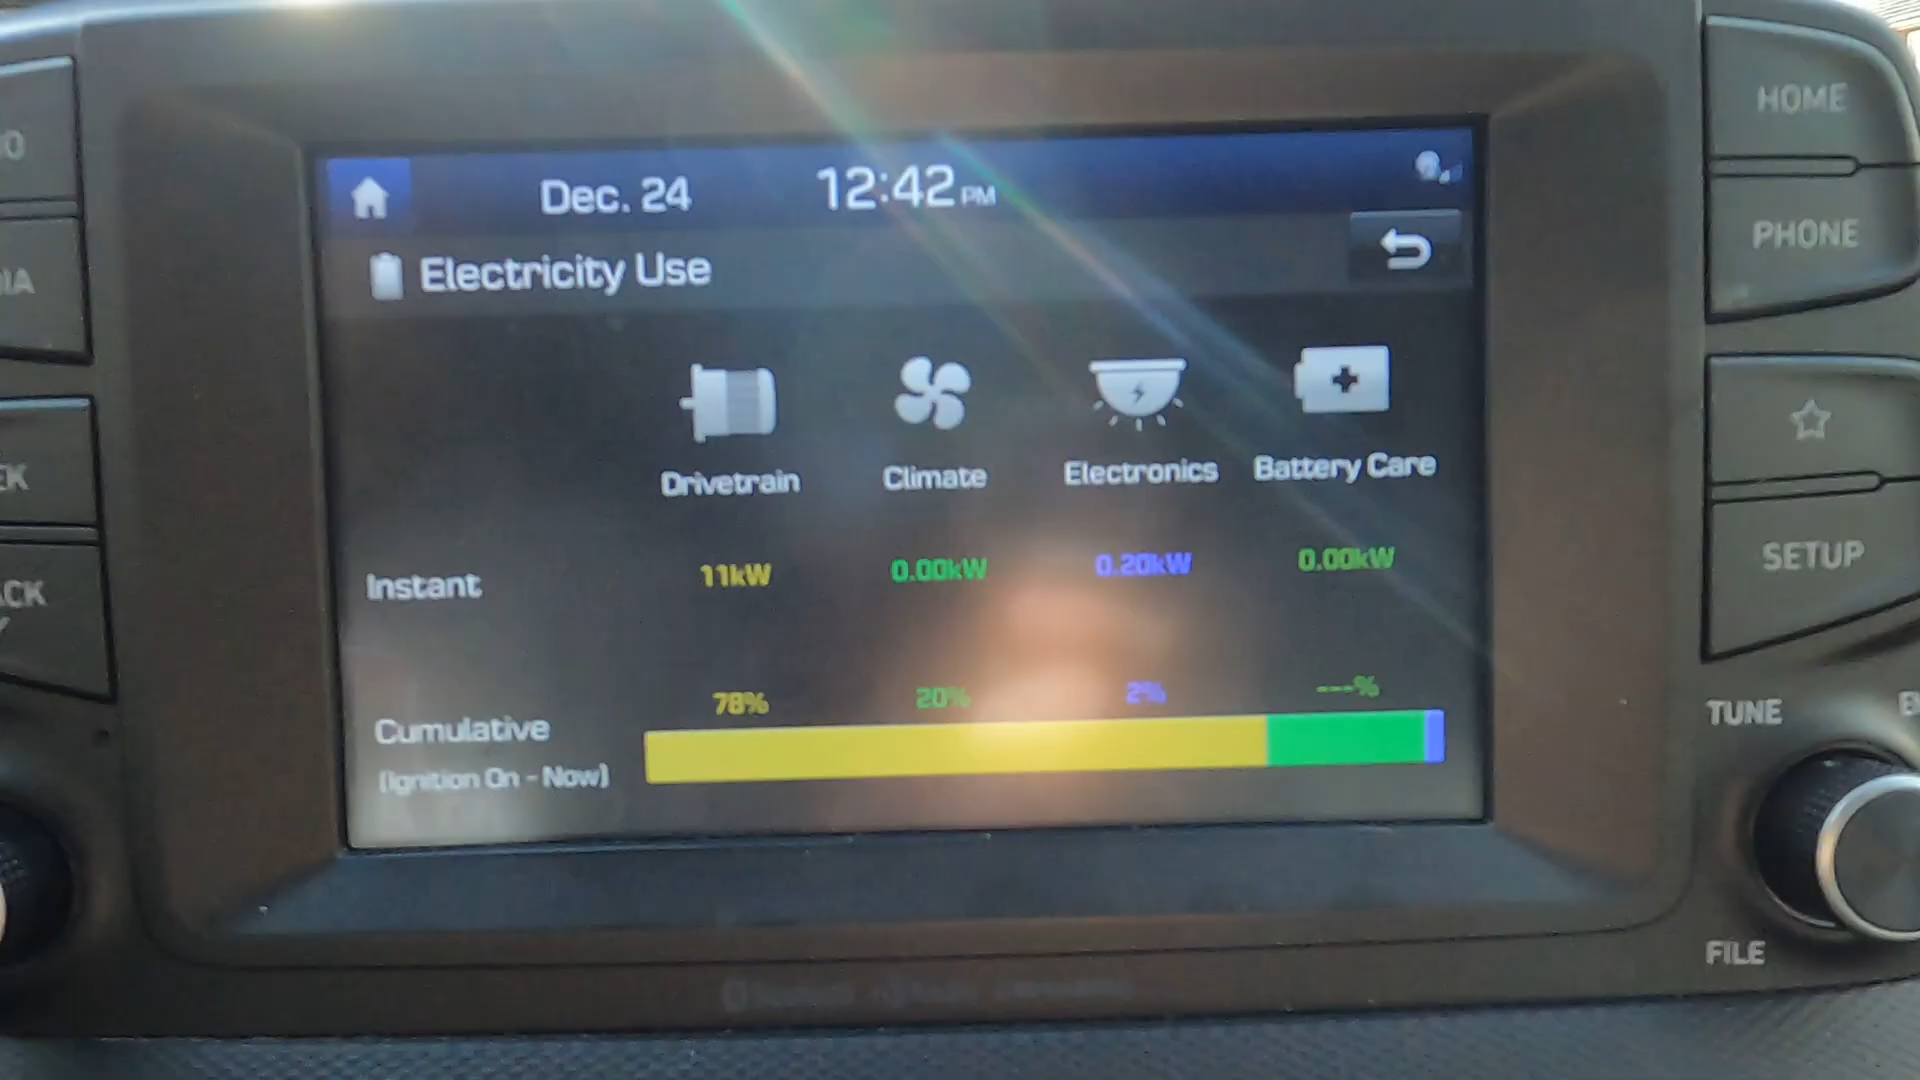 Dec. 24 12:42 PM
Electricity Use
Drivetrain Climate Electronics Battery Care
Instant 11kW 0.00kW 0.20kW 0.00kW
78% 20% 2% ---%
Cumulative
(Ignition On - Now)
HOME
PHONE
SETUP
TUNE
FILE